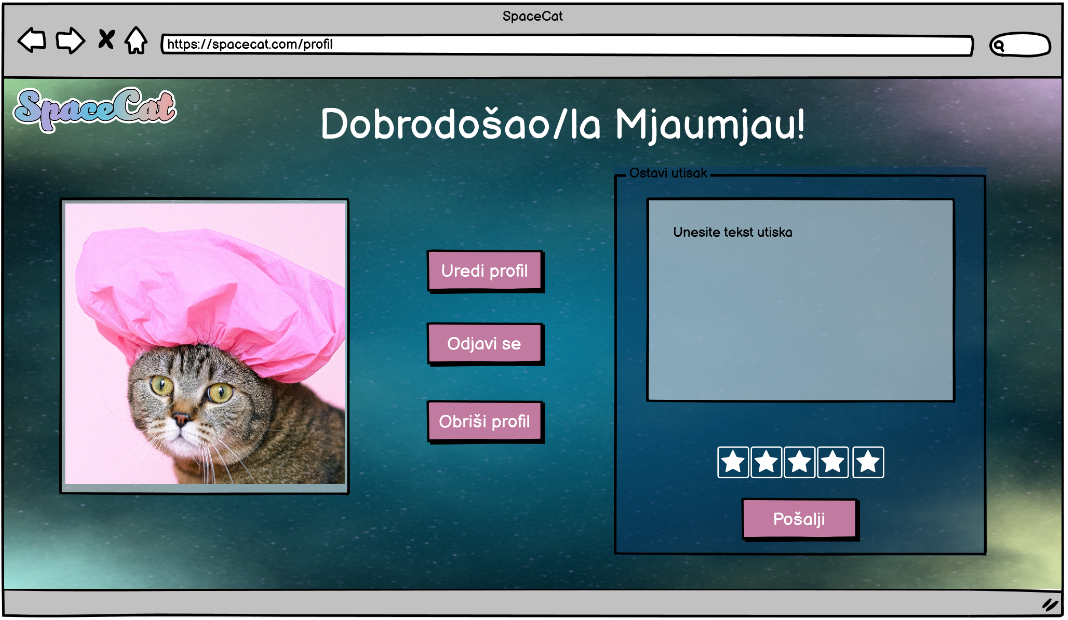 SpaceCat
https://spacecat.com/profil
SpaceCat
Dobrodošao/la Mjaumjau!
Ostavi utisak
Unesite tekst utiska
Uredi profil
Odjavi se
Obriši profil
Pošalji